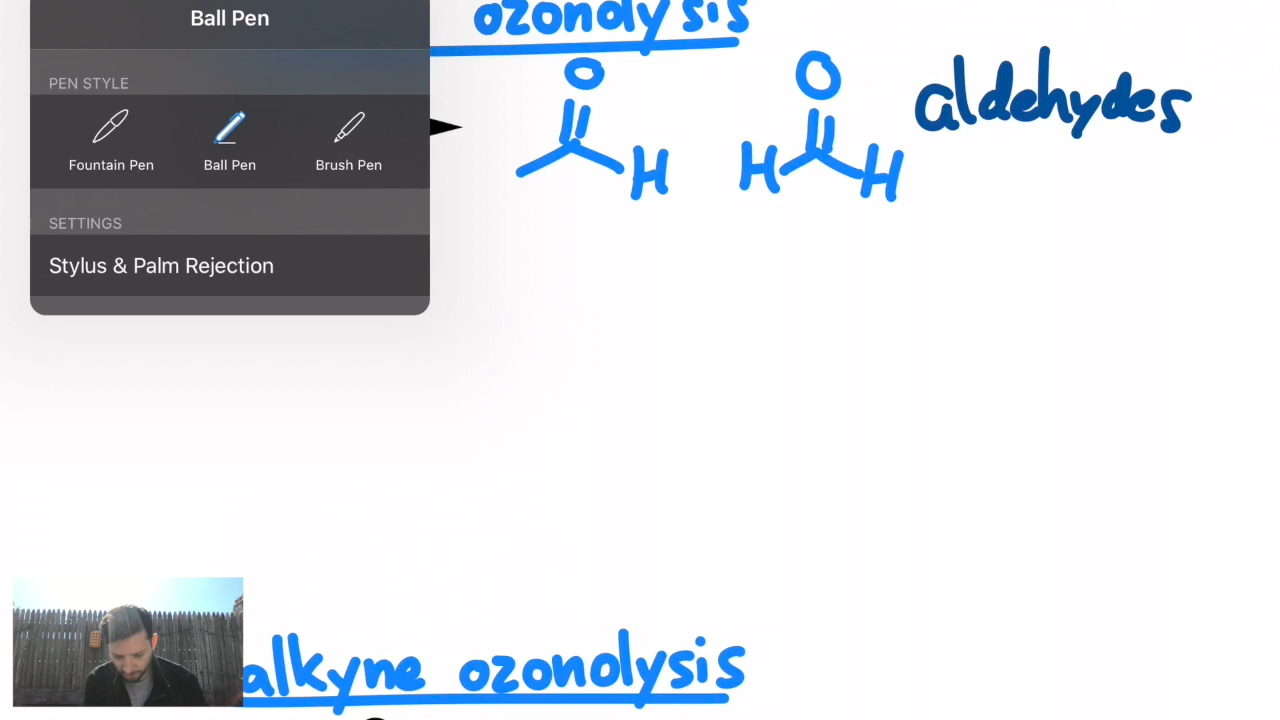 Ball Pen
PEN STYLE
Fountain Pen Ball Pen Brush Pen
SETTINGS
Stylus & Palm Rejection
ozonolysis
O O
H H H
aldehydes
alkyne ozonolysis